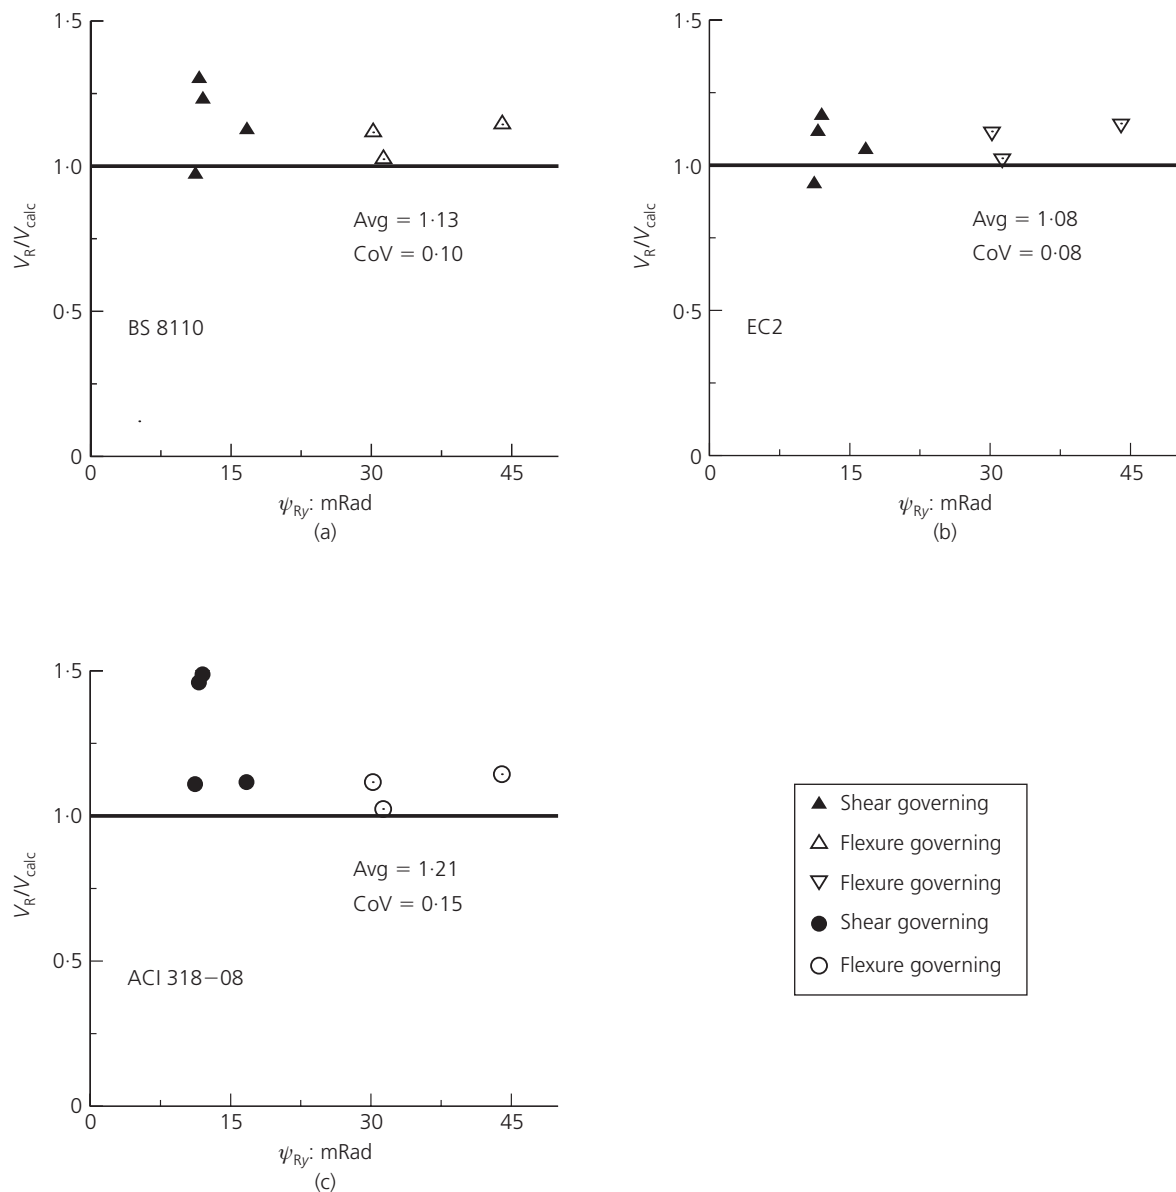 1·5
1·0
0·5
0
0
15
30
45
V_R/V_calc
Avg = 1·13
CoV = 0·10
BS 8110
ψ_Ry: mRad
(a)
1·5
1·0
0·5
0
0
15
30
45
V_R/V_calc
Avg = 1·08
CoV = 0·08
EC2
ψ_Ry: mRad
(b)
1·5
1·0
0·5
0
0
15
30
45
V_R/V_calc
Avg = 1·21
CoV = 0·15
ACI 318−08
ψ_Ry: mRad
(c)
Shear governing
Flexure governing
Flexure governing
Shear governing
Flexure governing